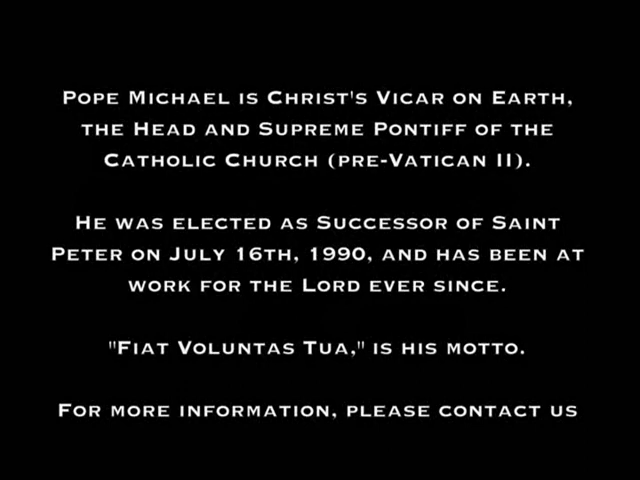 Pope Michael is Christ's Vicar on Earth,
the Head and Supreme Pontiff of the
Catholic Church (pre-Vatican II).
He was elected as Successor of Saint
Peter on July 16th, 1990, and has been at
work for the Lord ever since.
"Fiat Voluntas Tua," is his motto.
For more information, please contact us